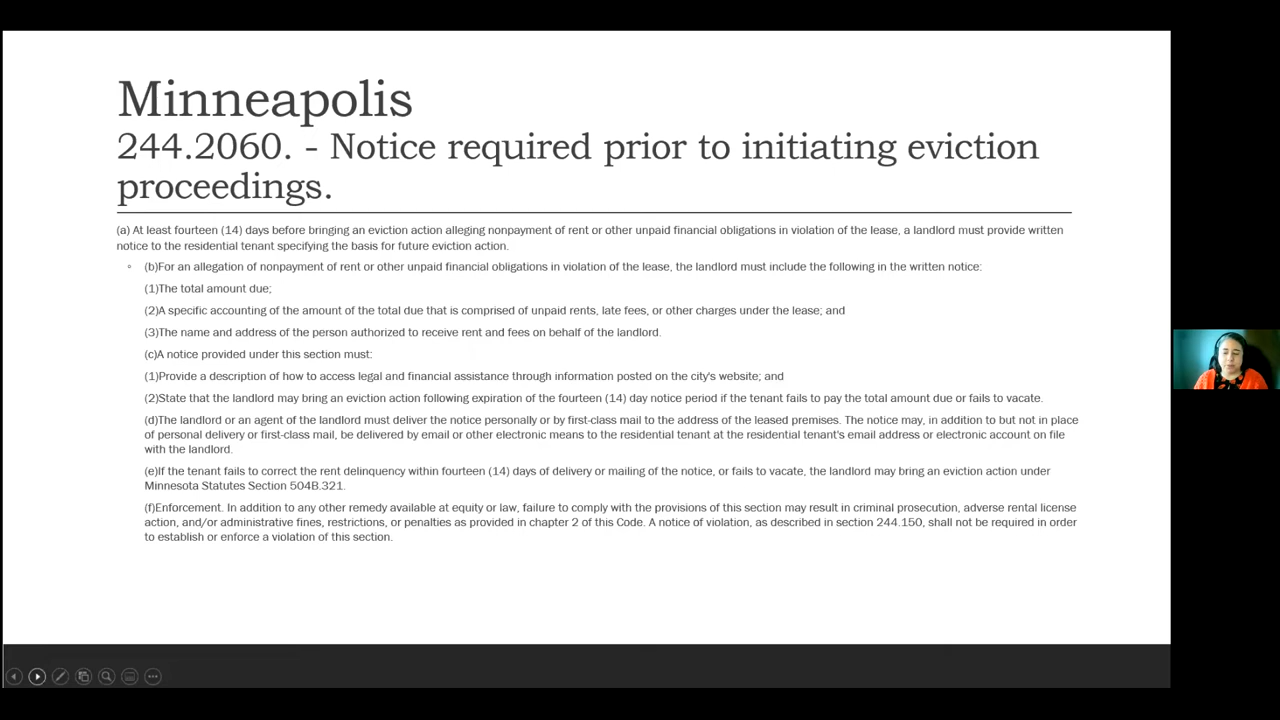 Minneapolis
244.2060. - Notice required prior to initiating eviction
proceedings.
(a) At least fourteen (14) days before bringing an eviction action alleging nonpayment of rent or other unpaid financial obligations in violation of the lease, a landlord must provide written
notice to the residential tenant specifying the basis for future eviction action.
(b)For an allegation of nonpayment of rent or other unpaid financial obligations in violation of the lease, the landlord must include the following in the written notice:
(1)The total amount due;
(2)A specific accounting of the amount of the total due that is comprised of unpaid rents, late fees, or other charges under the lease; and
(3)The name and address of the person authorized to receive rent and fees on behalf of the landlord.
(c)A notice provided under this section must:
(1)Provide a description of how to access legal and financial assistance through information posted on the city's website; and
(2)State that the landlord may bring an eviction action following expiration of the fourteen (14) day notice period if the tenant fails to pay the total amount due or fails to vacate.
(d)The landlord or an agent of the landlord must deliver the notice personally or by first-class mail to the address of the leased premises. The notice may, in addition to but not in place
of personal delivery or first-class mail, be delivered by email or other electronic means to the residential tenant at the residential tenant's email address or electronic account on file
with the landlord.
(e)If the tenant fails to correct the rent delinquency within fourteen (14) days of delivery or mailing of the notice, or fails to vacate, the landlord may bring an eviction action under
Minnesota Statutes Section 504B.321.
(f)Enforcement. In addition to any other remedy available at equity or law, failure to comply with the provisions of this section may result in criminal prosecution, adverse rental license
action, and/or administrative fines, restrictions, or penalties as provided in chapter 2 of this Code. A notice of violation, as described in section 244.150, shall not be required in order
to establish or enforce a violation of this section.